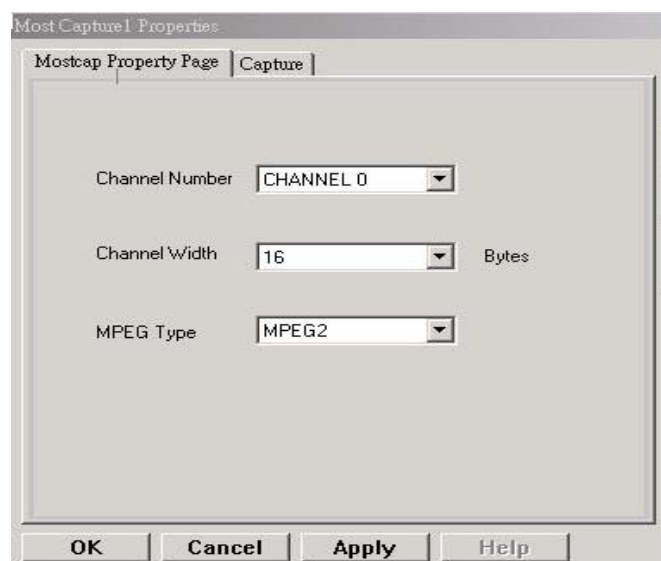 Most Capture1 Properties
Mostcap Property Page Capture
Channel Number CHANNEL 0
Channel Width 16 Bytes
MPEG Type MPEG2
OK Cancel Apply Help